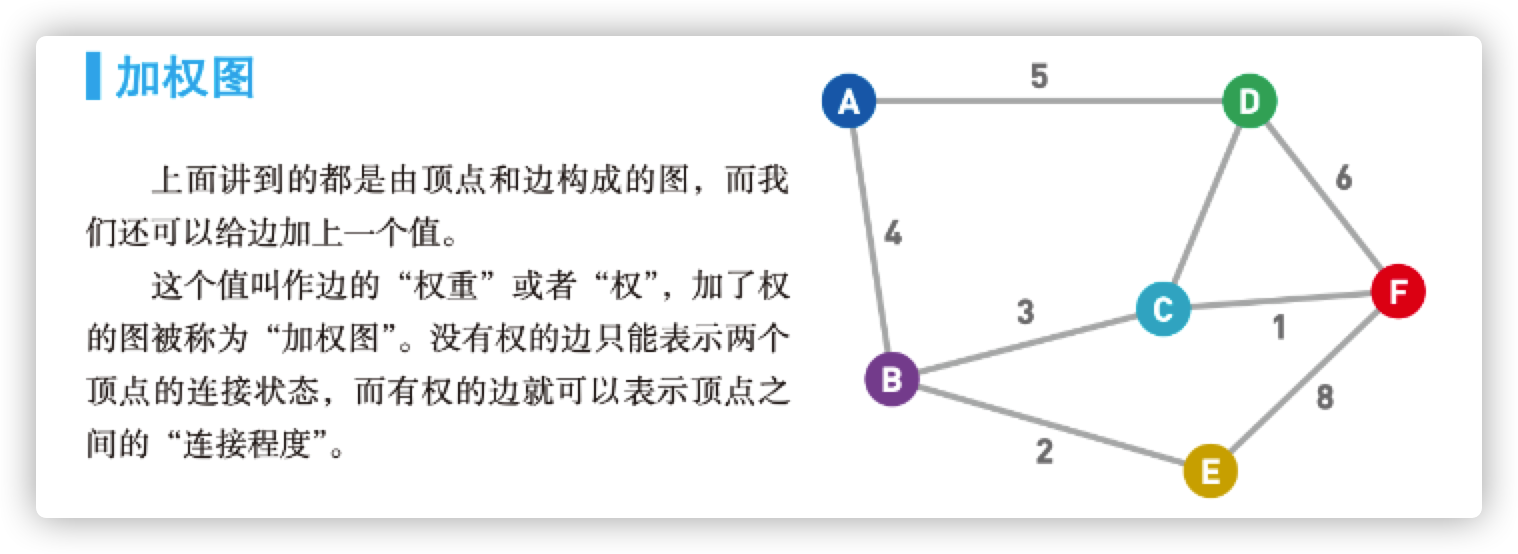 加权图
上面讲到的都是由顶点和边构成的图，而我
们还可以给边加上一个值。
这个值叫作边的“权重”或者“权”，加了权
的图被称为“加权图”。没有权的边只能表示两个
顶点的连接状态，而有权的边就可以表示顶点之
间的“连接程度”。
5
A
D
6
4
F
3
C
1
B
8
2
E